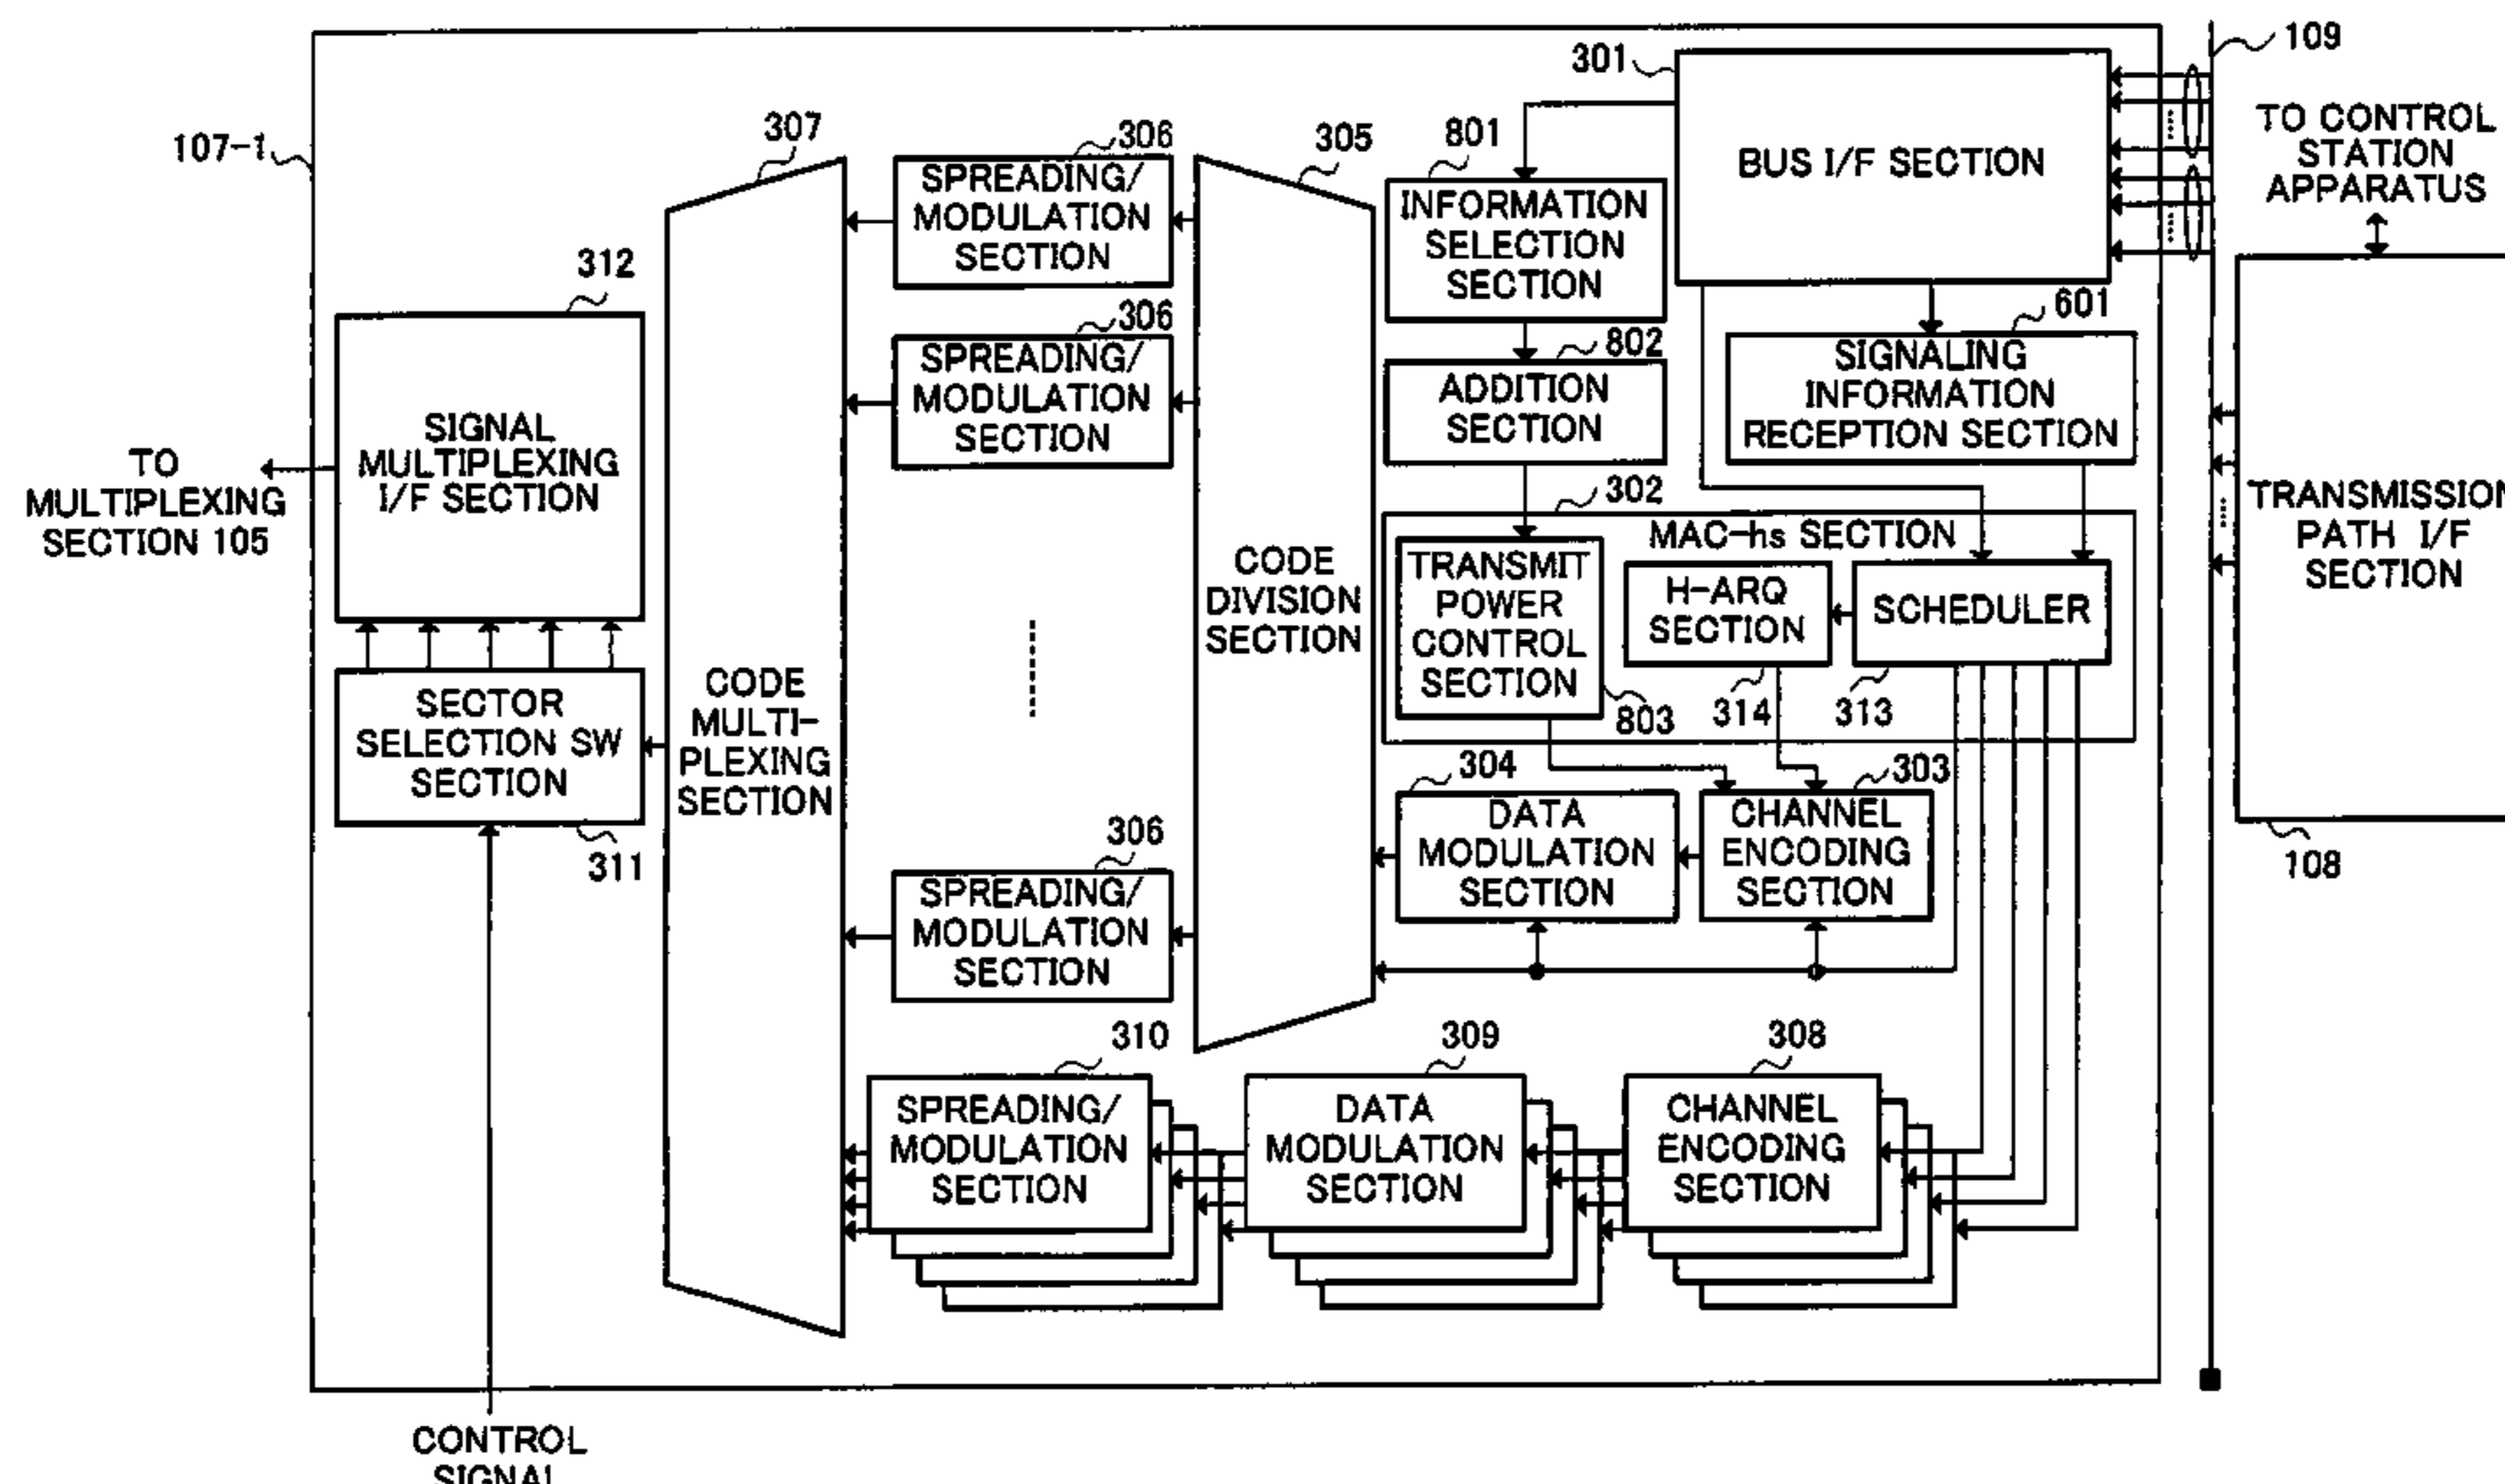 109
301
TO CONTROL
STATION
APPARATUS
107-1
307
306
305
801
BUS I/F SECTION
SPREADING/
MODULATION
SECTION
INFORMATION
SELECTION
SECTION
312
306
601
SPREADING/
MODULATION
SECTION
802
ADDITION
SECTION
SIGNALING
INFORMATION
RECEPTION SECTION
SIGNAL
MULTIPLEXING
I/F SECTION
TO
MULTIPLEXING
SECTION 105
302
MAC-hs SECTION
TRANSMISSION
PATH I/F
SECTION
CODE
DIVISION
SECTION
TRANSMIT
POWER
CONTROL
SECTION
H-ARQ
SECTION
SCHEDULER
803
314
313
SECTOR
SELECTION SW
SECTION
CODE
MULTI-
PLEXING
SECTION
304
303
311
306
SPREADING/
MODULATION
SECTION
DATA
MODULATION
SECTION
CHANNEL
ENCODING
SECTION
108
310
309
308
SPREADING/
MODULATION
SECTION
DATA
MODULATION
SECTION
CHANNEL
ENCODING
SECTION
CONTROL
SIGNAL